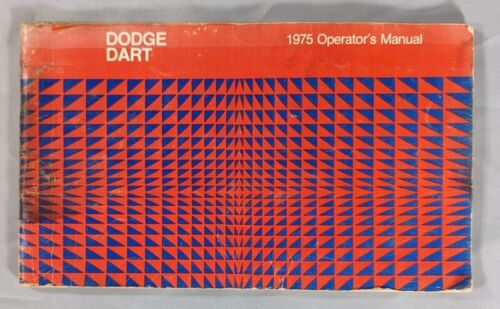 DODGE
DART
1975 Operator's Manual